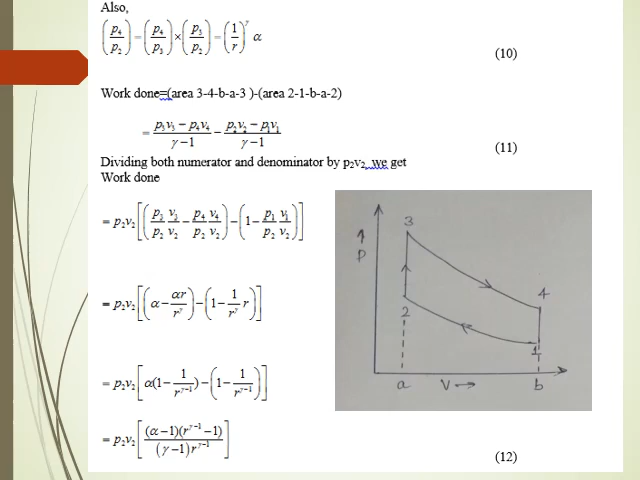 Also,
(p₄/p₂) = (p₄/p₃) × (p₃/p₂) = (1/r)^γ α
(10)
Work done=(area 3-4-b-a-3 )-(area 2-1-b-a-2)
= (p₃v₃ − p₄v₄)/(γ−1) − (p₂v₂ − p₁v₁)/(γ−1)
(11)
Dividing both numerator and denominator by p₂v₂, we get
Work done
= p₂v₂[(p₃/p₂ v₃/v₂ − p₄/p₂ v₄/v₂) − (1 − p₁/p₂ v₁/v₂)]
= p₂v₂[(α − αr/r^γ) − (1 − 1/r^γ r)]
= p₂v₂[α(1 − 1/r^(γ−1)) − (1 − 1/r^(γ−1))]
= p₂v₂[(α−1)(r^(γ−1) −1)/(γ−1)r^(γ−1)]
(12)
3
↑
P
4
2
1
a
V →
b